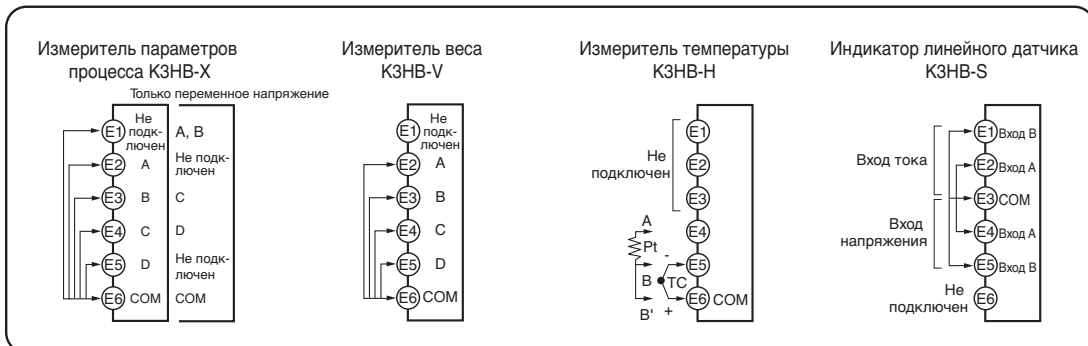 Измеритель параметров
процесса K3HB-X
Только переменное напряжение
E1 Не подк-лючен A, B
E2 A Не подк-лючен
E3 B C
E4 C D
E5 D Не подк-лючен
E6 COM COM
Измеритель веса
K3HB-V
E1 Не подк-лючен
E2 A
E3 B
E4 C
E5 D
E6 COM
Измеритель температуры
K3HB-H
Не
подключен
E1
E2
E3
A E4
Pt
- E5
B TC
B' + E6 COM
Индикатор линейного датчика
K3HB-S
Вход тока
E1 Вход B
E2 Вход A
E3 COM
Вход
напряжения
E4 Вход A
E5 Вход B
Не
подключен
E6